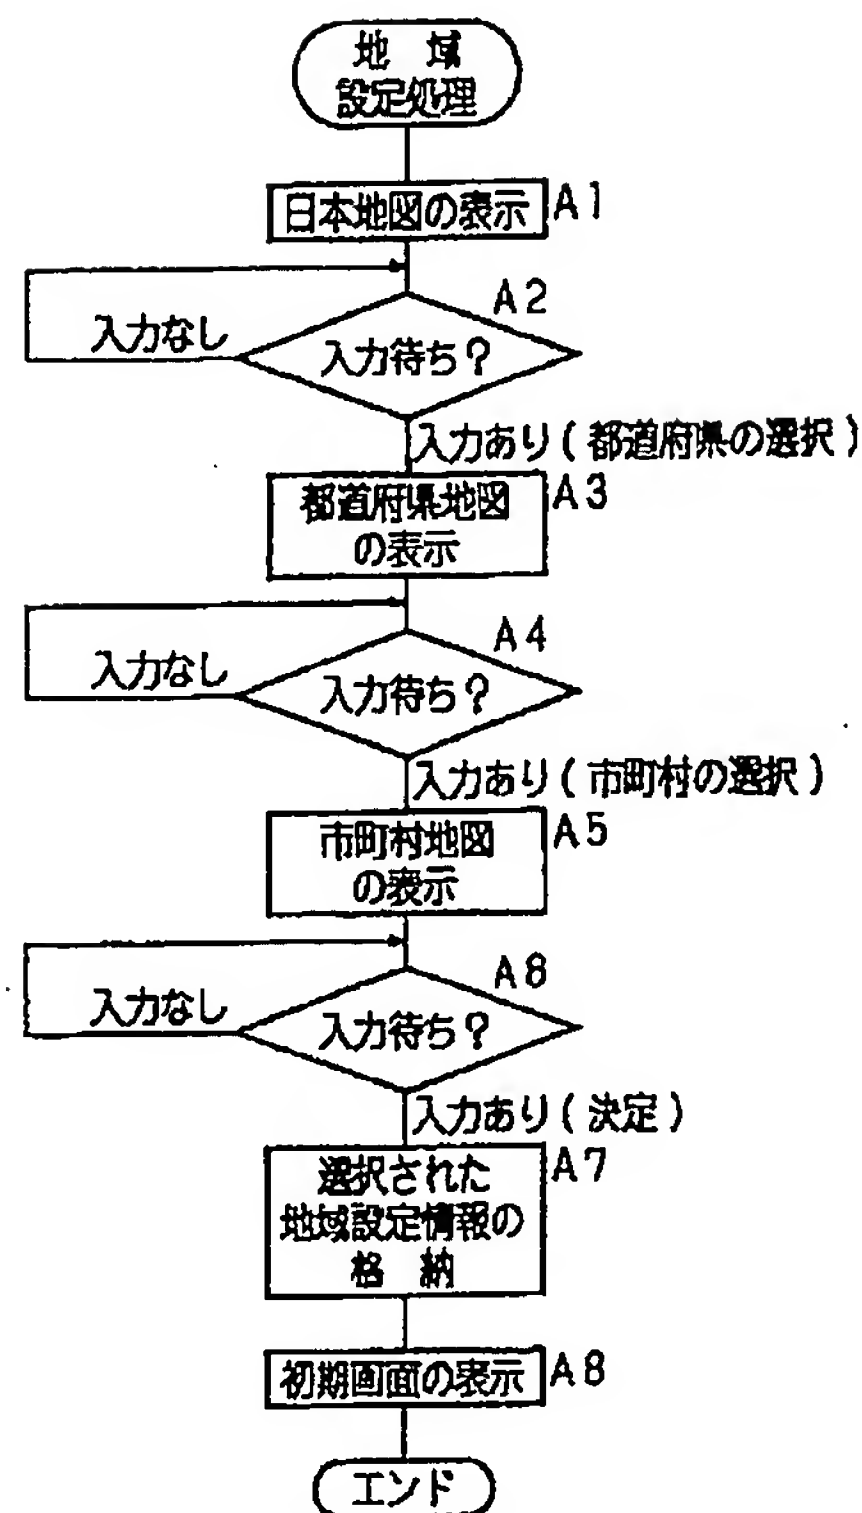 地 域
設定処理
日本地図の表示
A1
A2
入力なし
入力待ち?
入力あり(都道府県の選択)
都道府県地図
の表示
A3
A4
入力なし
入力待ち?
入力あり(市町村の選択)
市町村地図
の表示
A5
A6
入力なし
入力待ち?
入力あり(決定)
選択された
地域設定情報の
格 納
A7
初期画面の表示
A8
エンド